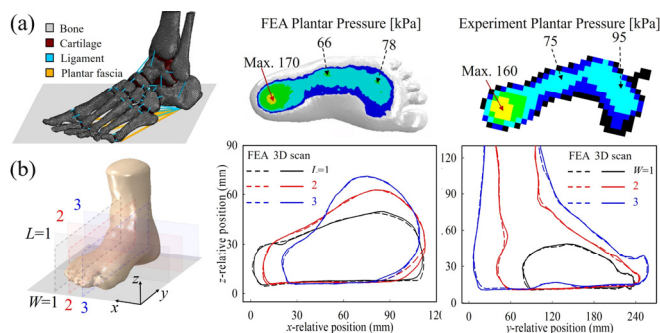 (a)
Bone
Cartilage
Ligament
Plantar fascia
FEA Plantar Pressure [kPa]
66
78
Max. 170
Experiment Plantar Pressure [kPa]
75
95
Max. 160
(b)
3
2
L=1
W=1 2 3
z
y
x
FEA 3D scan
L=1
2
3
z-relative position (mm)
90
60
30
0
0 30 60 90 112
x-relative position (mm)
FEA 3D scan
W=1
2
3
120
90
60
30
0
0 60 120 180 240
y-relative position (mm)